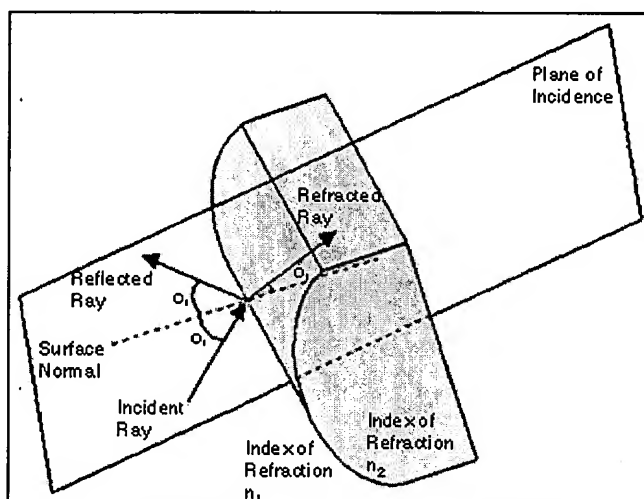 Plane of
Incidence
Refracted
Ray
Reflected
Ray
Surface
Normal
Incident
Ray
Index of
Refraction
n₁
Index of
Refraction
n₂